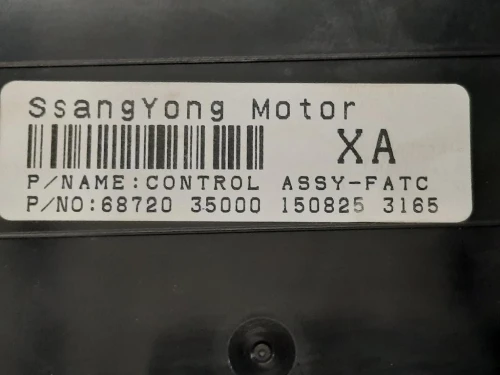 SsangYong Motor
XA
P/NAME:CONTROL ASSY-FATC
P/NO:68720 35000 150825 3165